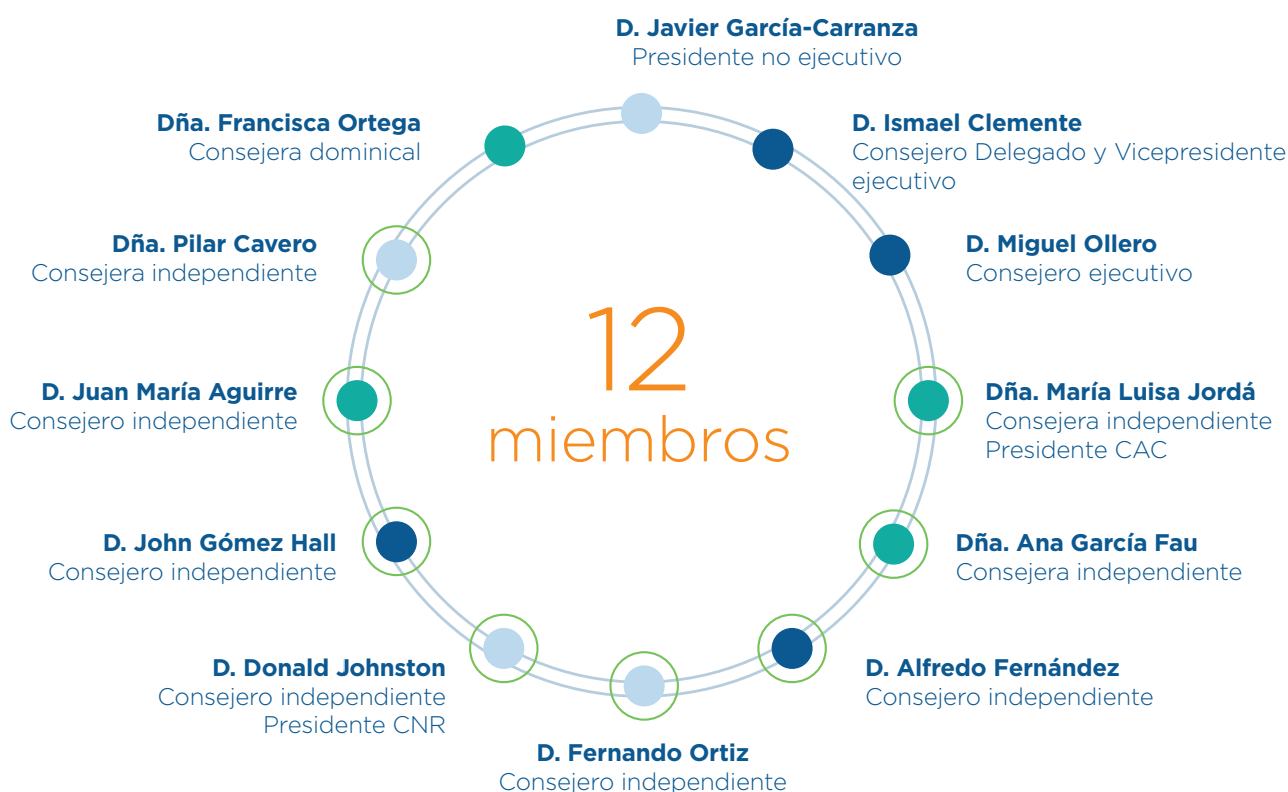 D. Javier García-Carranza
Presidente no ejecutivo
Dña. Francisca Ortega
Consejera dominical
D. Ismael Clemente
Consejero Delegado y Vicepresidente
ejecutivo
Dña. Pilar Cavero
Consejera independiente
D. Miguel Ollero
Consejero ejecutivo
12
miembros
D. Juan María Aguirre
Consejero independiente
Dña. María Luisa Jordá
Consejera independiente
Presidente CAC
D. John Gómez Hall
Consejero independiente
Dña. Ana García Fau
Consejera independiente
D. Donald Johnston
Consejero independiente
Presidente CNR
D. Alfredo Fernández
Consejero independiente
D. Fernando Ortiz
Consejero independiente